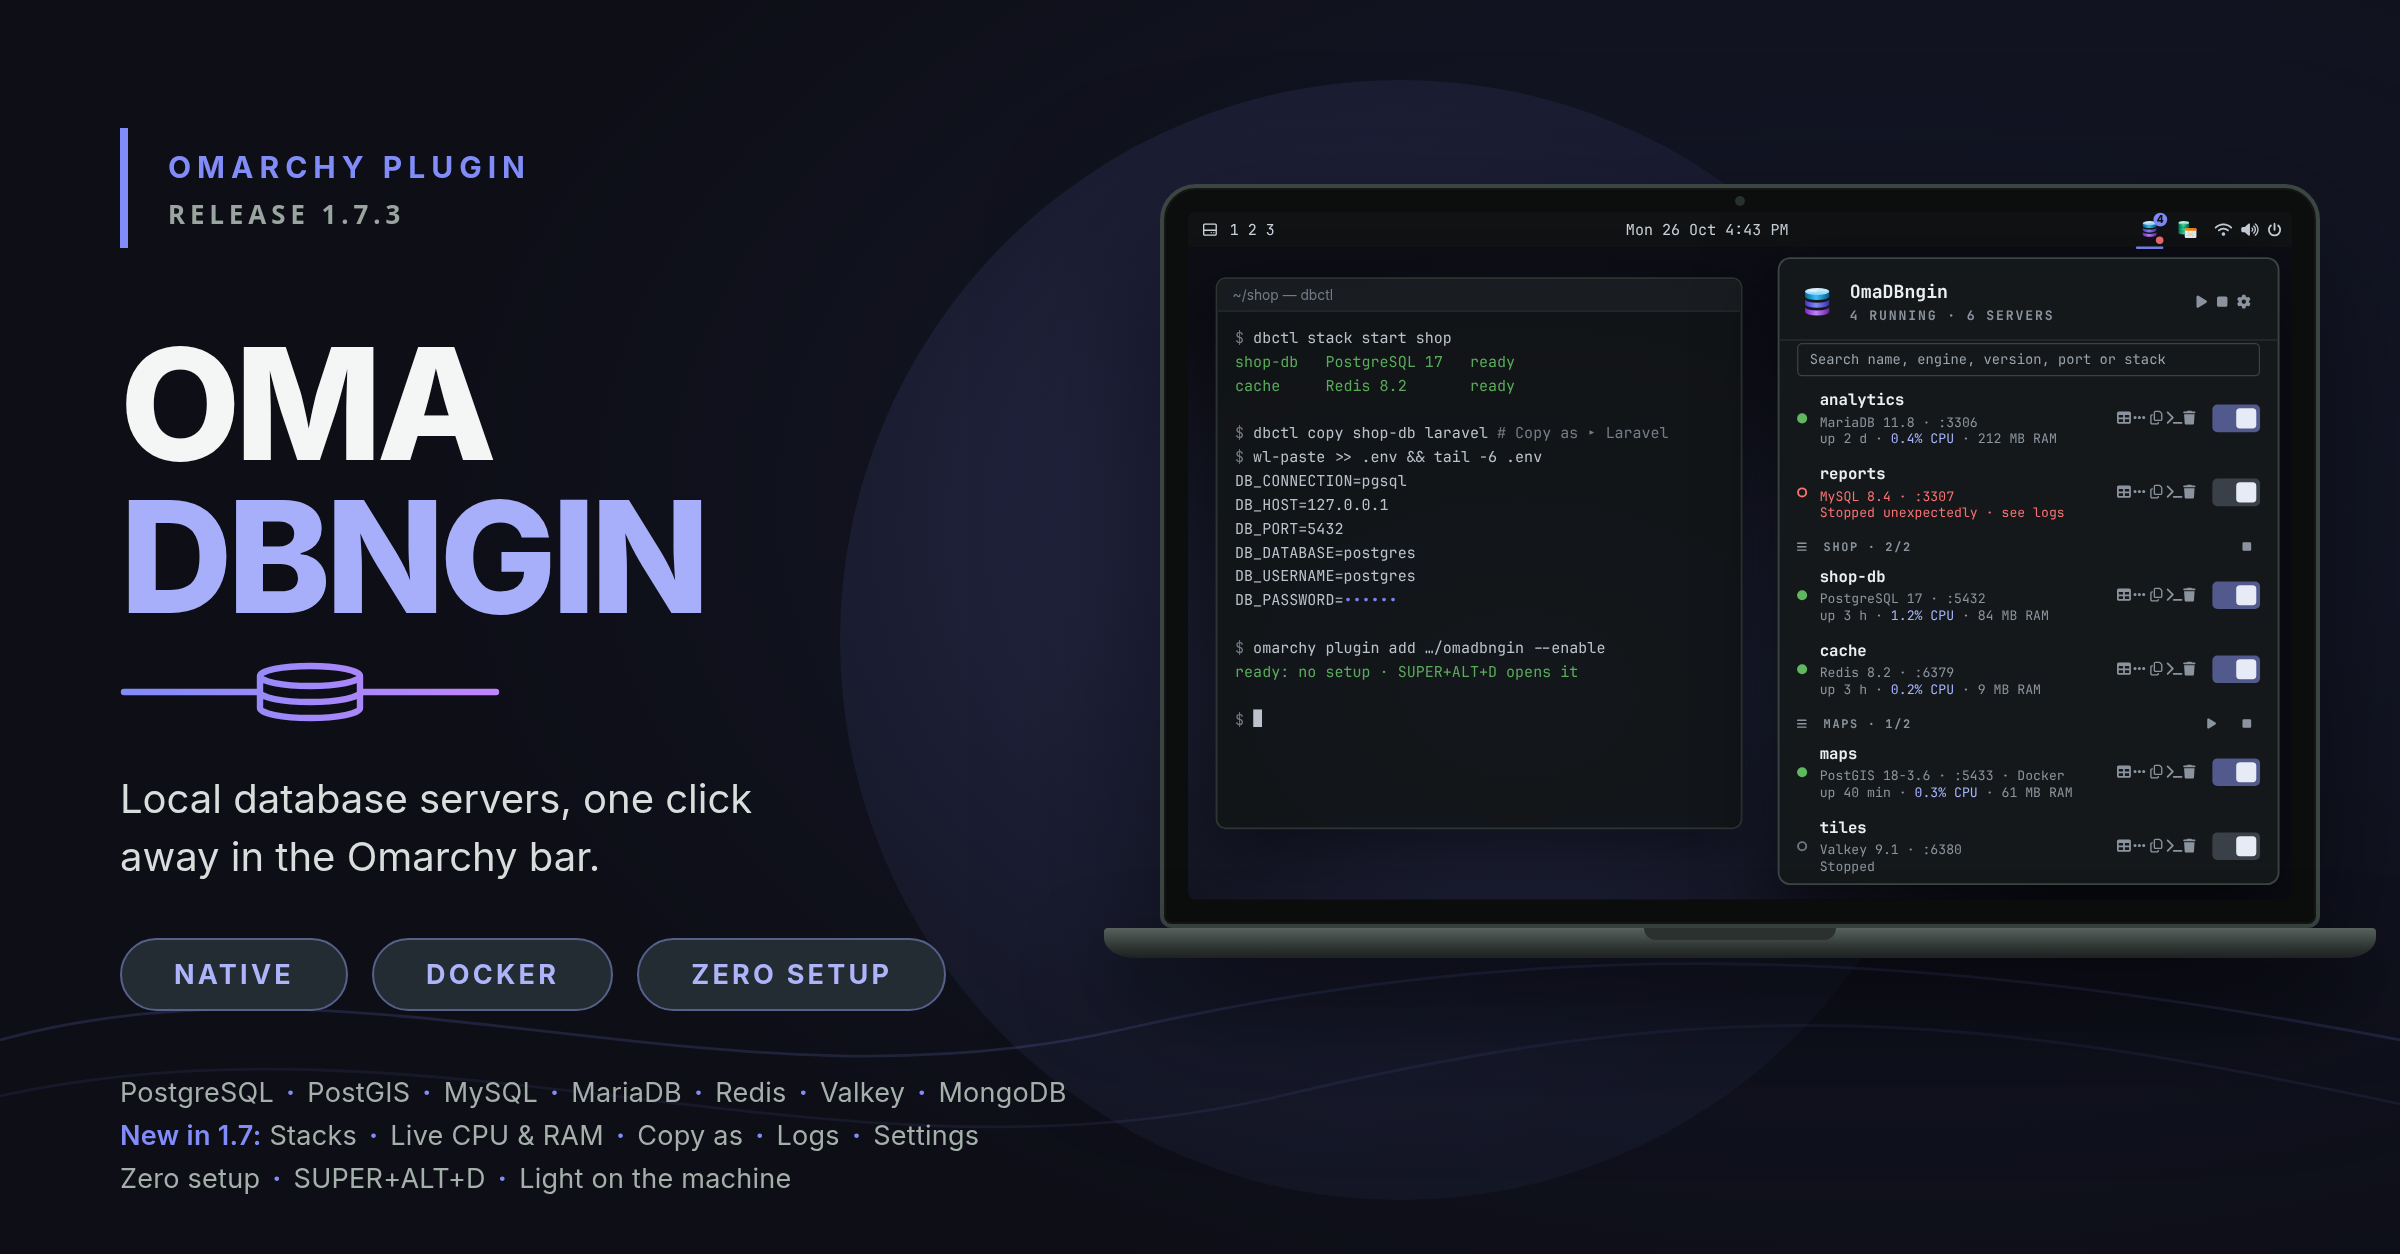 OMARCHY PLUGIN
RELEASE 1.7.3
OMA
DBNGIN
Local database servers, one click
away in the Omarchy bar.
NATIVE
DOCKER
ZERO SETUP
PostgreSQL · PostGIS · MySQL · MariaDB · Redis · Valkey · MongoDB
New in 1.7: Stacks · Live CPU & RAM · Copy as · Logs · Settings
Zero setup · SUPER+ALT+D · Light on the machine
1 2 3
Mon 26 Oct 4:43 PM
4
~/shop — dbctl
$ dbctl stack start shop
shop-db PostgreSQL 17 ready
cache Redis 8.2 ready
$ dbctl copy shop-db laravel # Copy as ‣ Laravel
$ wl-paste >> .env && tail -6 .env
DB_CONNECTION=pgsql
DB_HOST=127.0.0.1
DB_PORT=5432
DB_DATABASE=postgres
DB_USERNAME=postgres
DB_PASSWORD=••••••
$ omarchy plugin add …/omadbngin --enable
ready: no setup · SUPER+ALT+D opens it
$
OmaDBngin
4 RUNNING · 6 SERVERS
Search name, engine, version, port or stack
analytics
MariaDB 11.8 · :3306
up 2 d · 0.4% CPU · 212 MB RAM
reports
MySQL 8.4 · :3307
Stopped unexpectedly · see logs
SHOP · 2/2
shop-db
PostgreSQL 17 · :5432
up 3 h · 1.2% CPU · 84 MB RAM
cache
Redis 8.2 · :6379
up 3 h · 0.2% CPU · 9 MB RAM
MAPS · 1/2
maps
PostGIS 18-3.6 · :5433 · Docker
up 40 min · 0.3% CPU · 61 MB RAM
tiles
Valkey 9.1 · :6380
Stopped